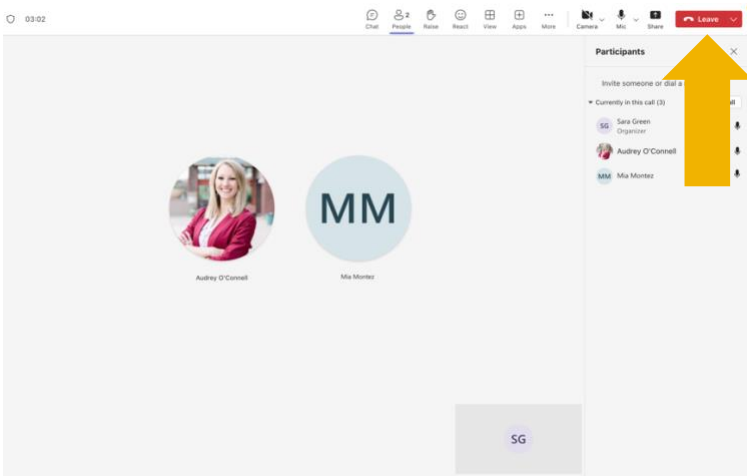 03:02
2
Chat People Raise React View Apps More Camera Mic Share Leave
Participants
Invite someone or dial a
Currently in this call (3)
SG Sara Green
Organizer
Audrey O'Connell
MM Mia Montez
MM
Audrey O'Connell Mia Montez
SG